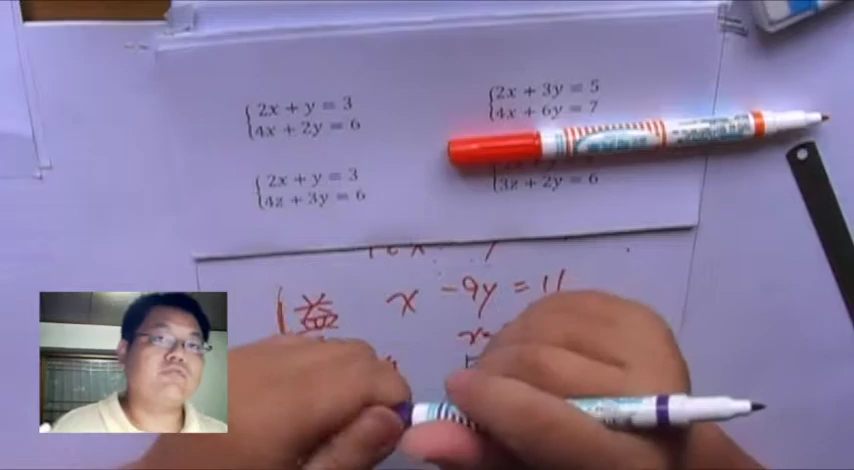 2x + y = 3
4x + 2y = 6
2x + 3y = 5
4x + 6y = 7
2x + y = 3
4z + 3y = 6
3z + 2y = 6
x - 9y = 11